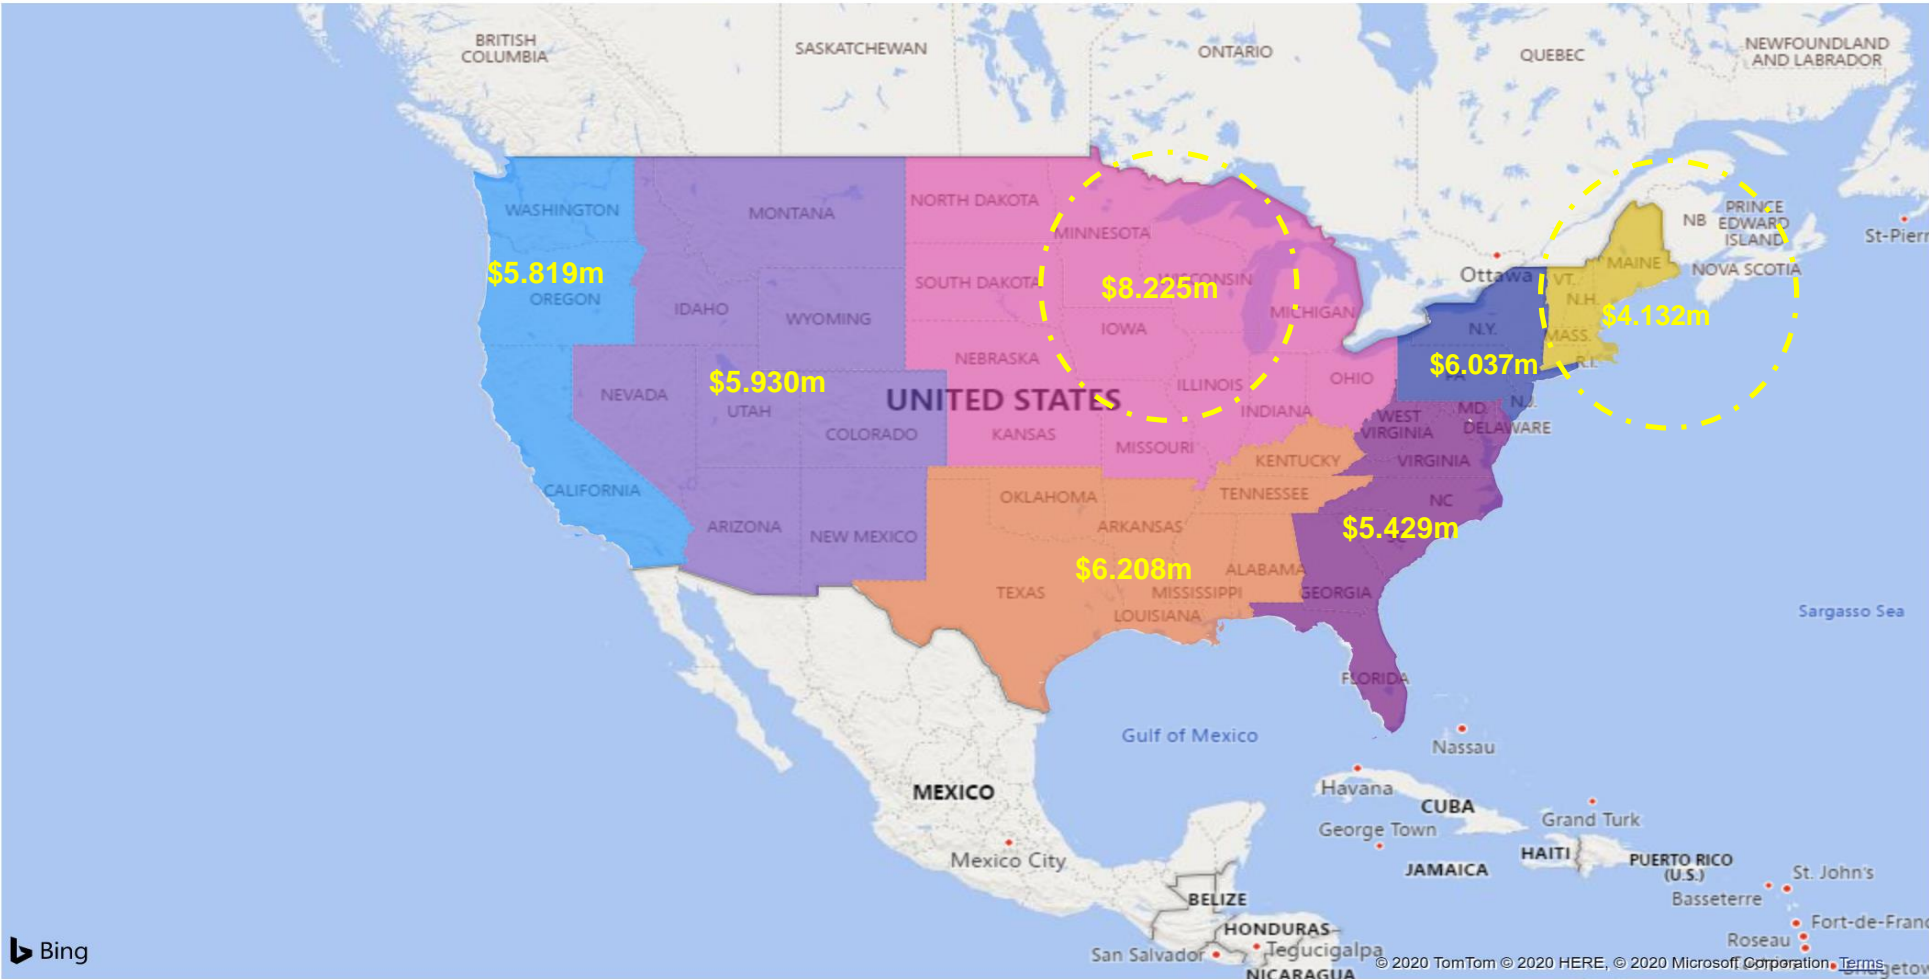 BRITISH
COLUMBIA
SASKATCHEWAN
ONTARIO
QUEBEC
NEWFOUNDLAND
AND LABRADOR
WASHINGTON
MONTANA
NORTH DAKOTA
MINNESOTA
NB
PRINCE
EDWARD
ISLAND
St-Pierr
$5.819m
OREGON
IDAHO
WYOMING
SOUTH DAKOTA
WISCONSIN
$8.225m
MICHIGAN
Ottawa
VT.
MAINE
NOVA SCOTIA
N.H.
$4.132m
IOWA
N.Y.
MASS.
R.I.
NEBRASKA
$6.037m
PA
NEVADA
$5.930m
UTAH
UNITED STATES
ILLINOIS
OHIO
INDIANA
COLORADO
KANSAS
MISSOURI
WEST
VIRGINIA
MD.
N.J.
DELAWARE
KENTUCKY
VIRGINIA
CALIFORNIA
OKLAHOMA
TENNESSEE
NC
ARIZONA
NEW MEXICO
ARKANSAS
$5.429m
SC
$6.208m
ALABAMA
TEXAS
MISSISSIPPI
GEORGIA
LOUISIANA
Sargasso Sea
FLORIDA
Gulf of Mexico
Nassau
MEXICO
Havana
CUBA
George Town
Grand Turk
Mexico City
JAMAICA
HAITI
PUERTO RICO
(U.S.)
St. John's
Basseterre
BELIZE
Fort-de-Franc
HONDURAS
Roseau
Bing
San Salvador
Tegucigalpa
© 2020 TomTom © 2020 HERE, © 2020 Microsoft Corporation Terms
NICARAGUA